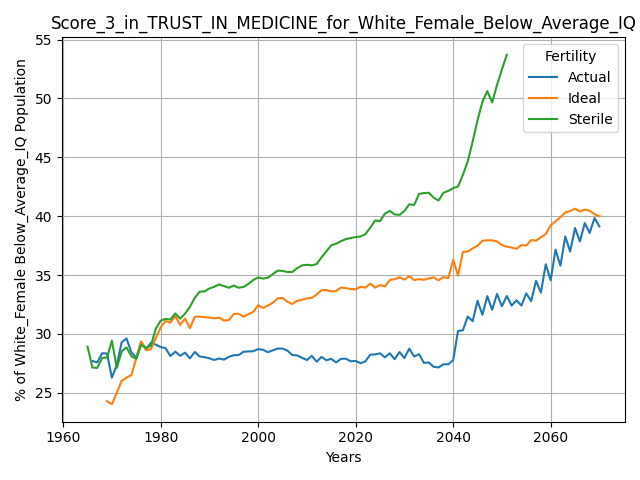 Score_3_in_TRUST_IN_MEDICINE_for_White_Female_Below_Average_IQ
% of White_Female Below_Average_IQ Population
55
50
45
40
35
30
25
1960
1980
2000
2020
2040
2060
Years
Fertility
Actual
Ideal
Sterile